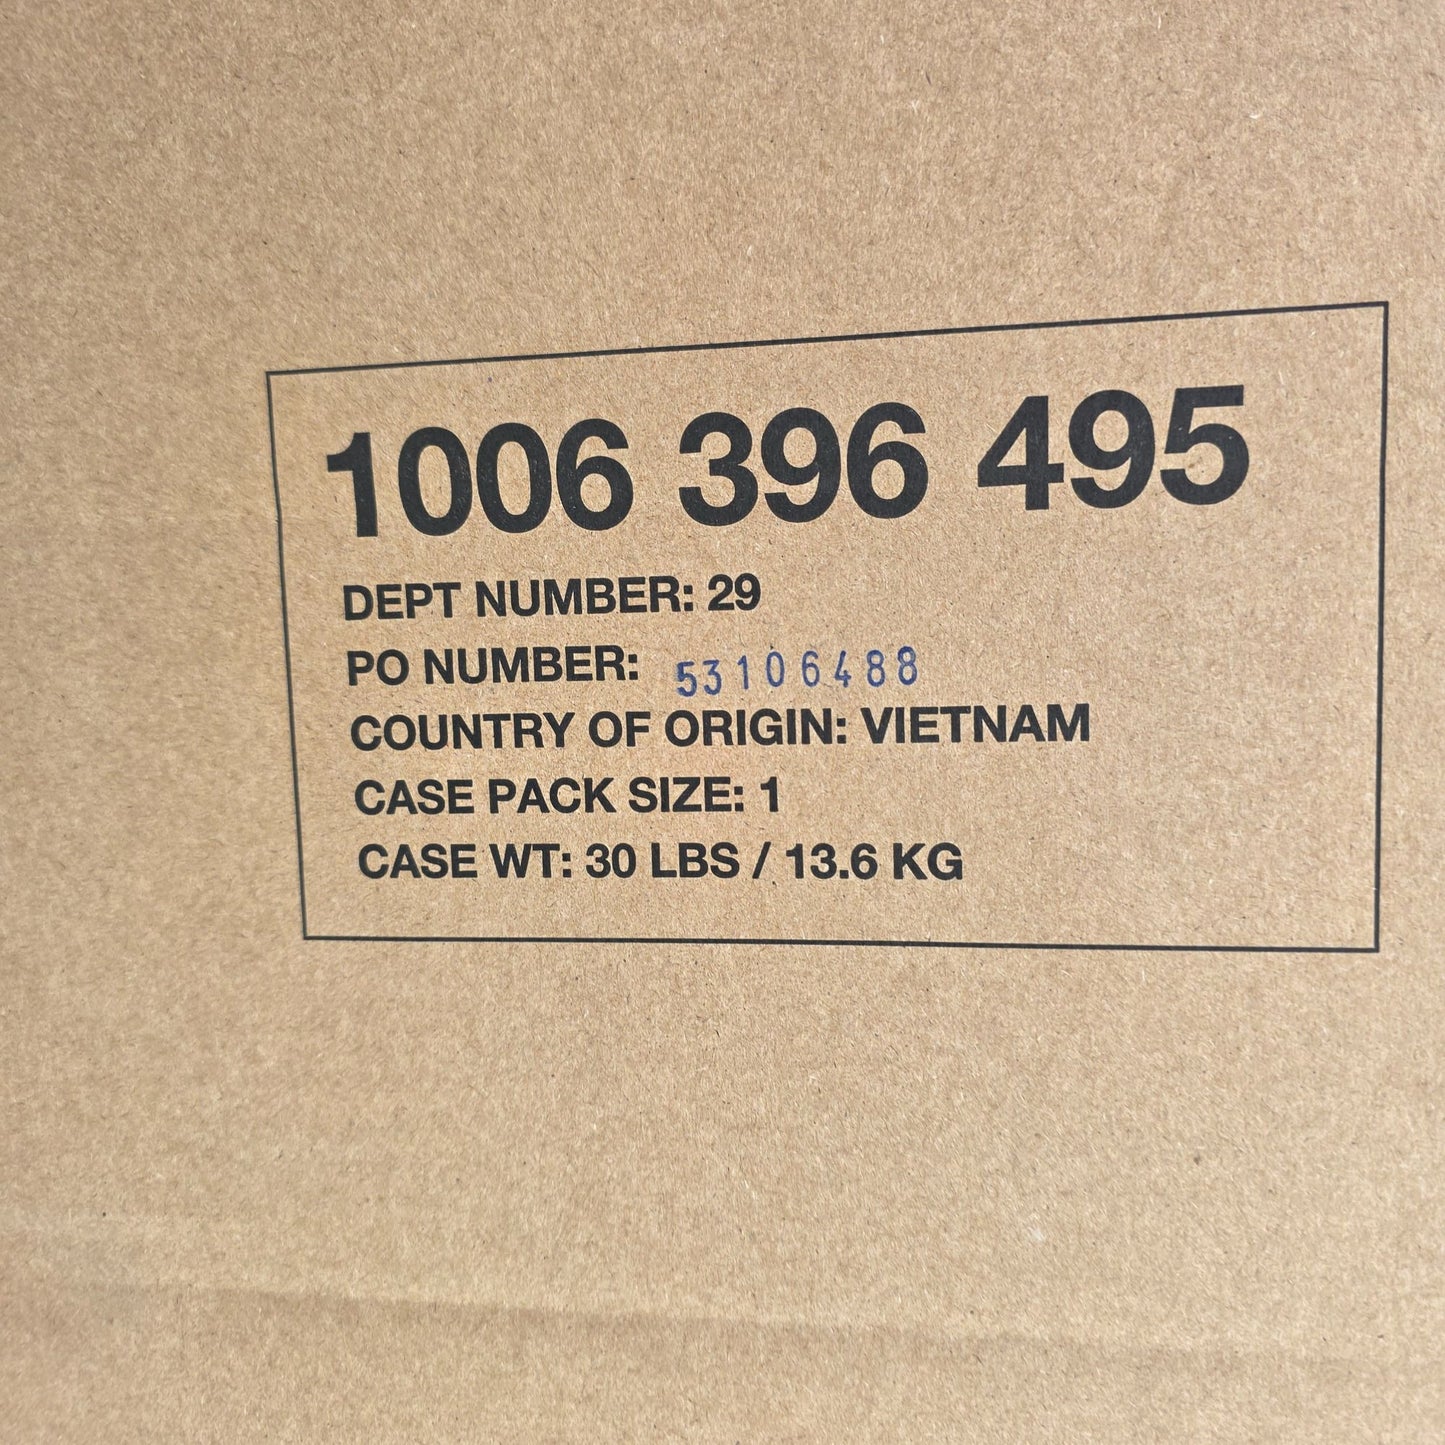 1006 396 495
DEPT NUMBER: 29
PO NUMBER: 53106488
COUNTRY OF ORIGIN: VIETNAM
CASE PACK SIZE: 1
CASE WT: 30 LBS / 13.6 KG